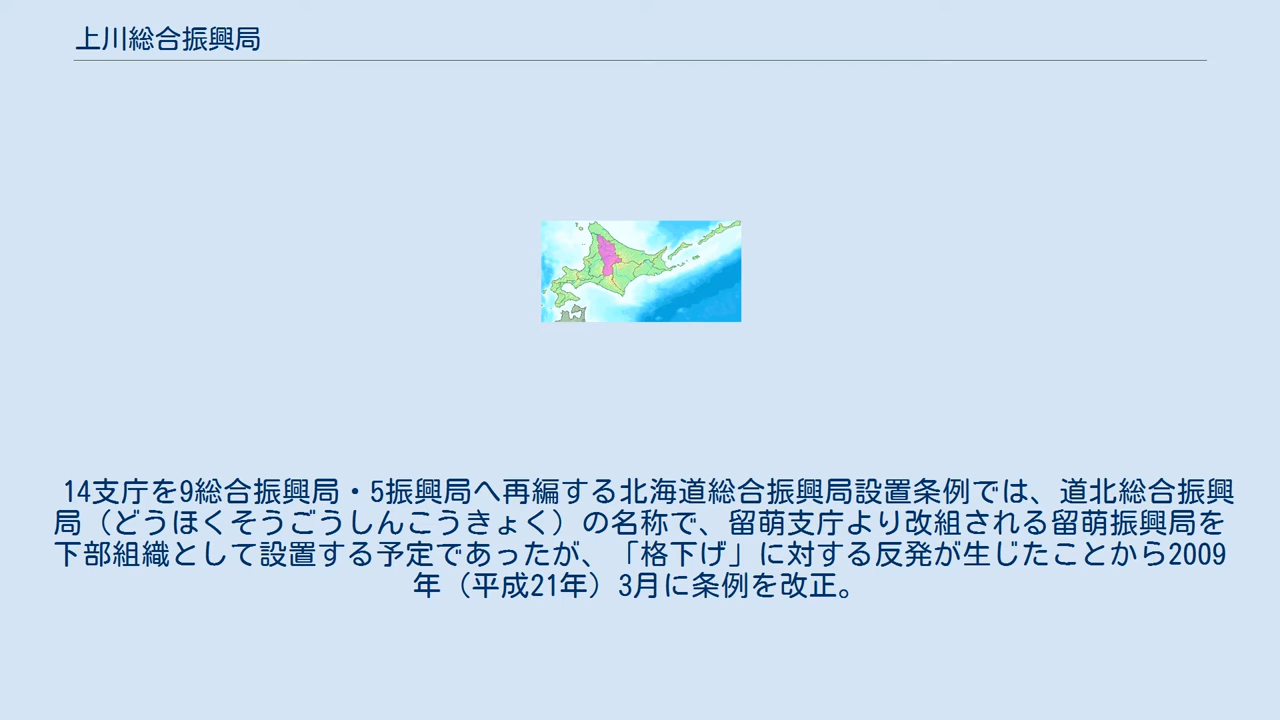 上川総合振興局
14支庁を9総合振興局・5振興局へ再編する北海道総合振興局設置条例では、道北総合振興
局（どうほくそうごうしんこうきょく）の名称で、留萌支庁より改組される留萌振興局を
下部組織として設置する予定であったが、「格下げ」に対する反発が生じたことから2009
年（平成21年）3月に条例を改正。